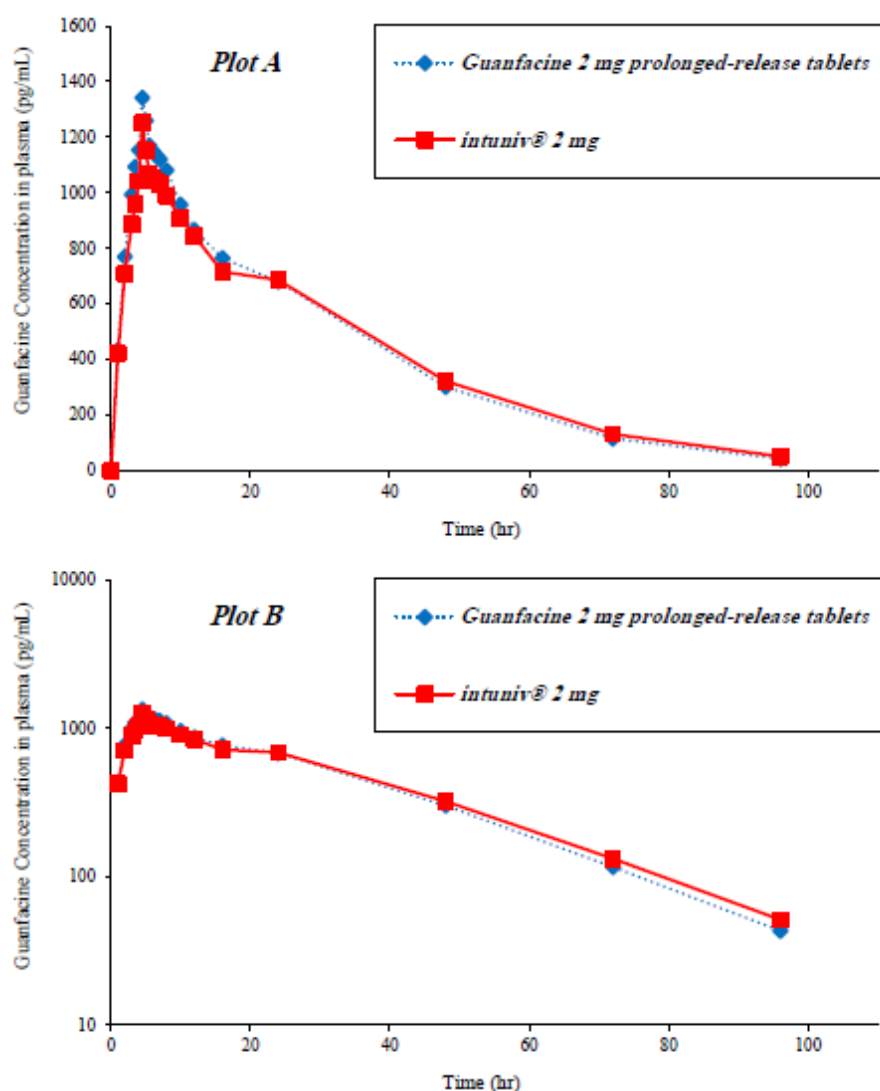 Plot A
Guanfacine Concentration in plasma (pg/mL)
1600
1400
1200
1000
800
600
400
200
0
Guanfacine 2 mg prolonged-release tablets
intuniv® 2 mg
0 20 40 60 80 100
Time (hr)
Plot B
Guanfacine Concentration in plasma (pg/mL)
10000
1000
100
10
Guanfacine 2 mg prolonged-release tablets
intuniv® 2 mg
0 20 40 60 80 100
Time (hr)